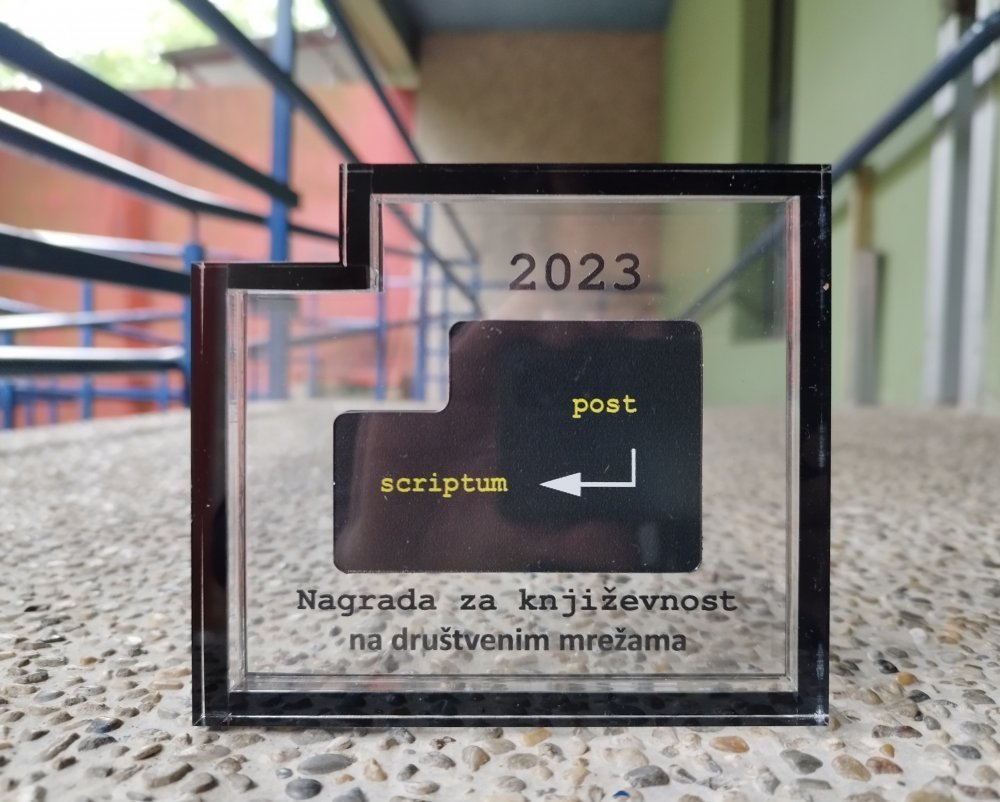 2023
post
scriptum
Nagrada za književnost
na društvenim mrežama